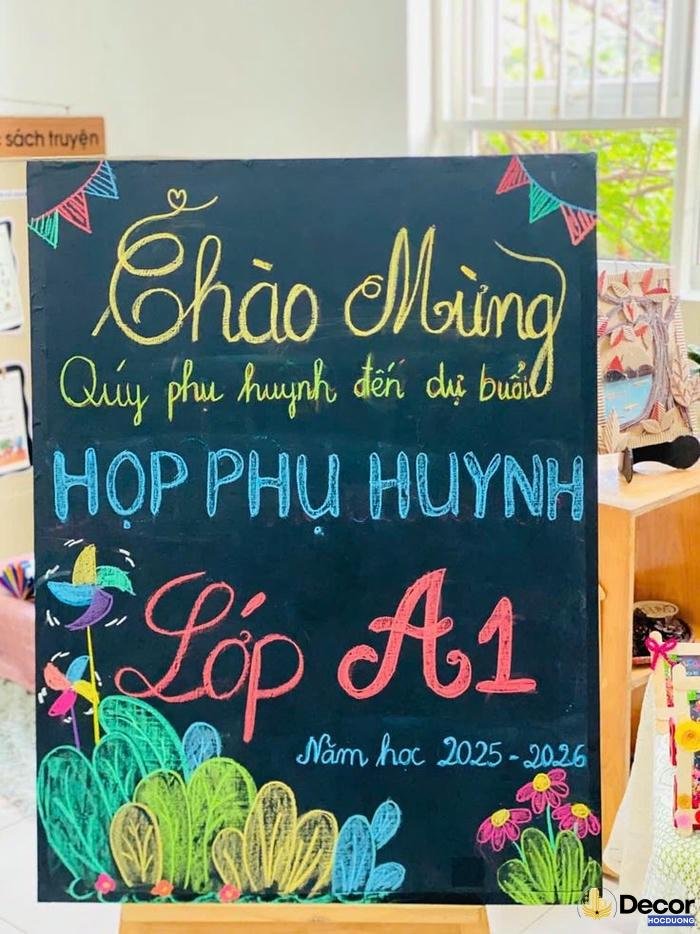 sách truyện
Chào Mừng
Quý phụ huynh đến dự buổi
HỌP PHỤ HUYNH
Lớp A1
Năm học 2025 - 2026
Decor
HOCDUONG